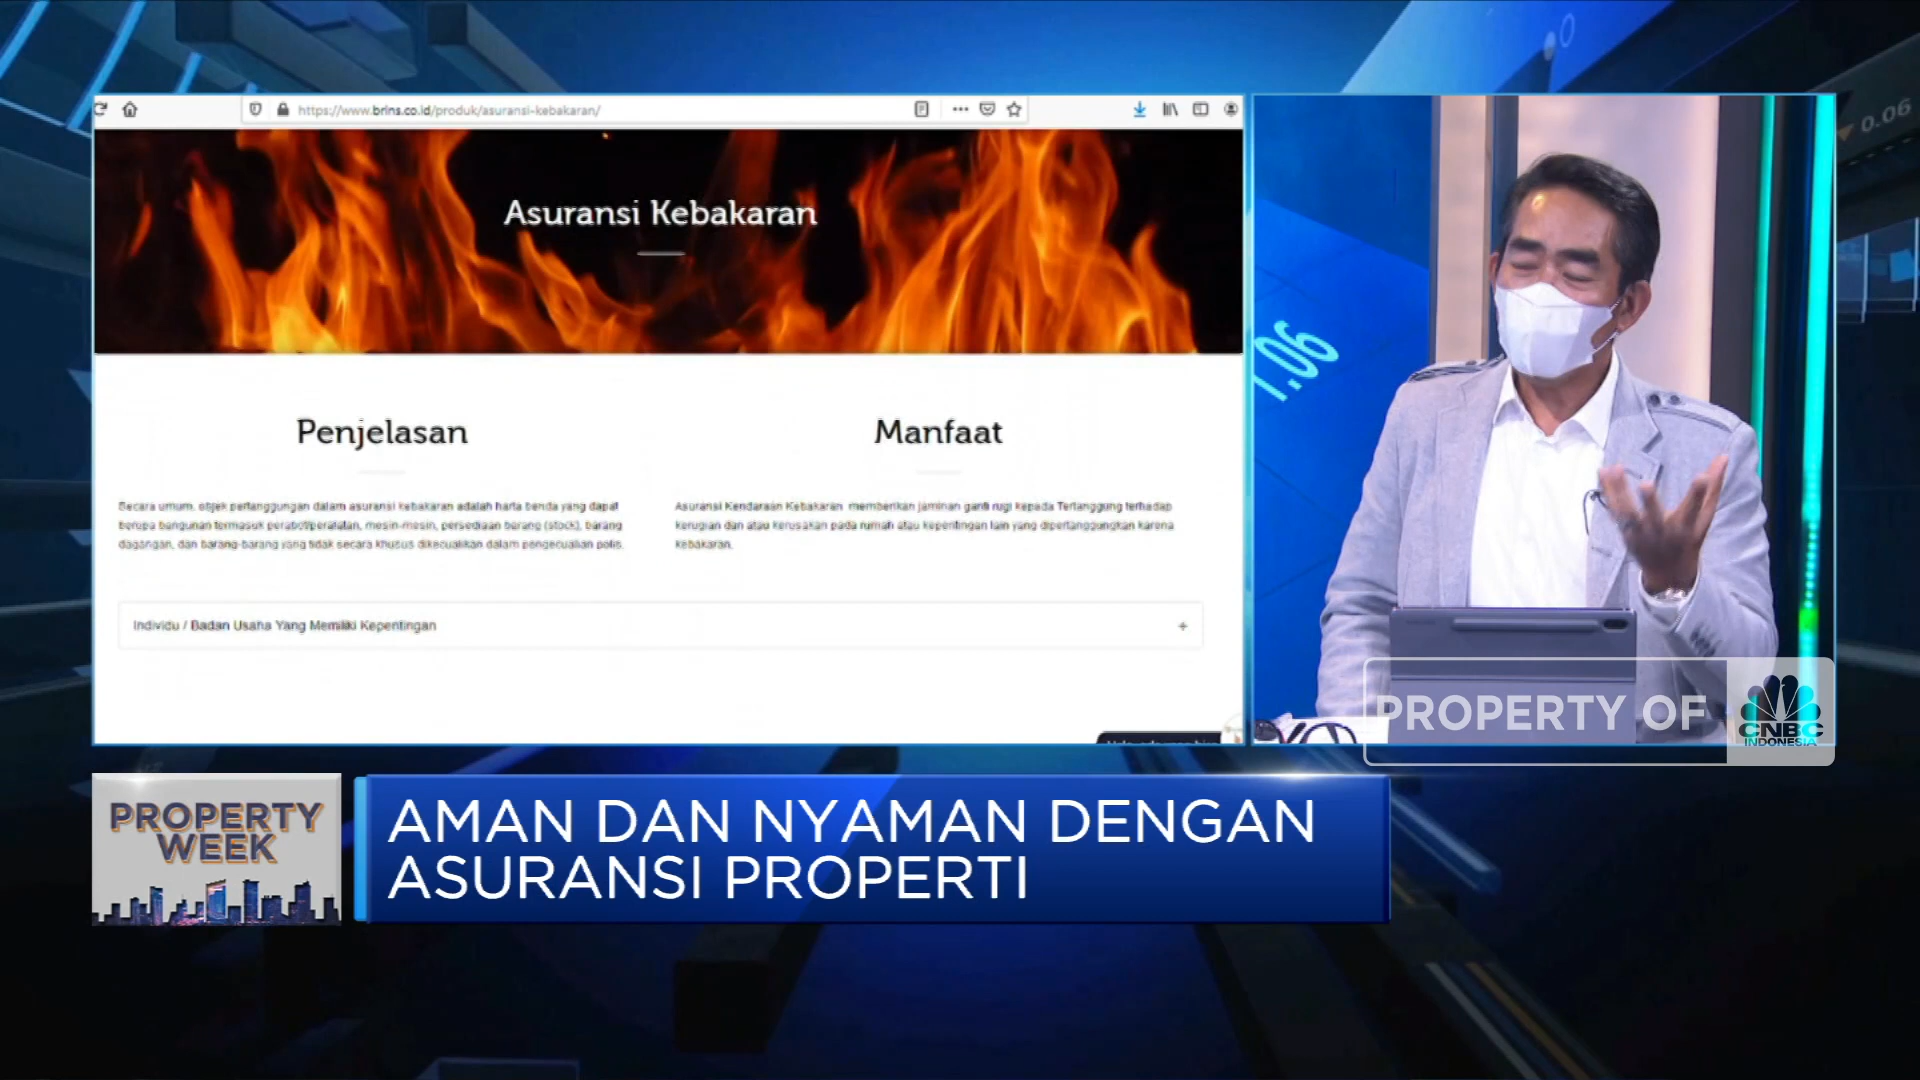 https://www.brins.co.id/produk/asuransi-kebakaran/
Asuransi Kebakaran
Penjelasan
Secara umum, objek pertanggungan dalam asuransi kebakaran adalah harta benda yang dapat
berupa bangunan termasuk perabot/peralatan, mesin-mesin, persediaan barang (stock), barang
dagangan, dan barang-barang yang tidak secara khusus dikecualikan dalam pengecualian polis.
Manfaat
Asuransi Kendaraan Kebakaran memberikan jaminan ganti rugi kepada Tertanggung terhadap
kerugian dan atau kerusakan pada rumah atau kepentingan lain yang dipertanggungkan karena
kebakaran.
Individu / Badan Usaha Yang Memiliki Kepentingan
+
1.06
0.06
PROPERTY OF
CNBC
INDONESIA
PROPERTY
WEEK
AMAN DAN NYAMAN DENGAN
ASURANSI PROPERTI